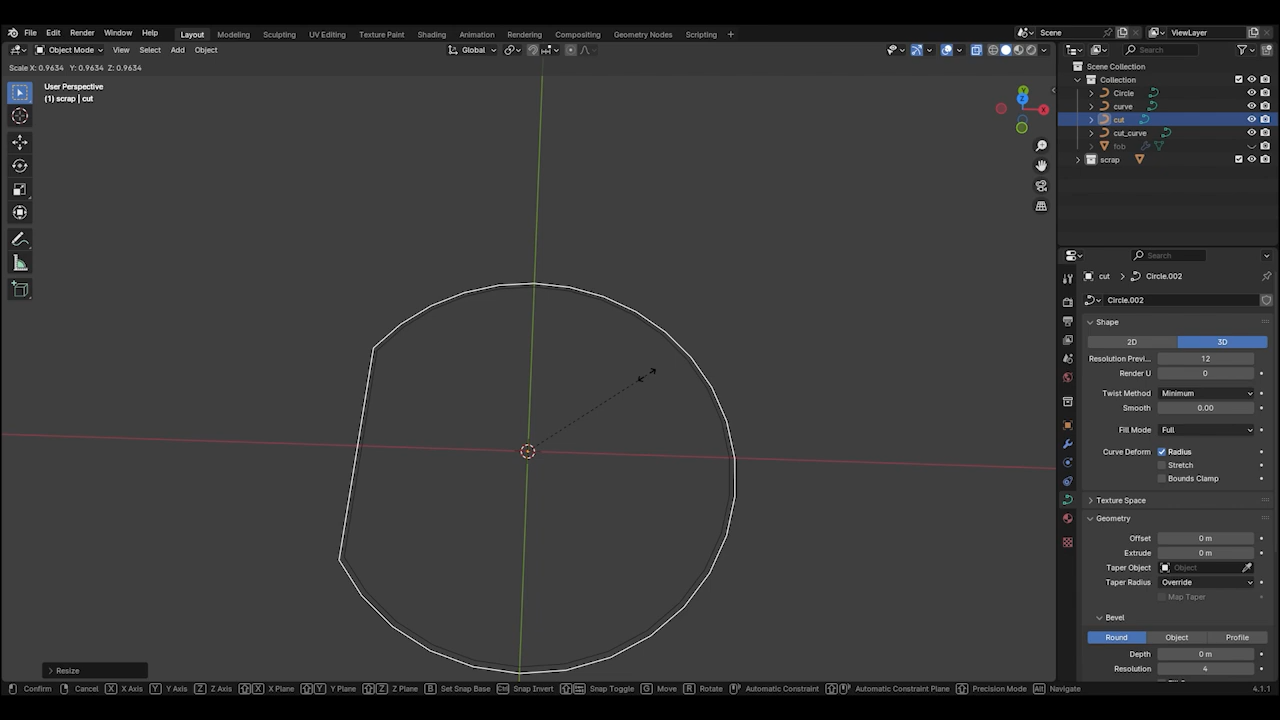 File Edit Render Window Help Layout Modeling Sculpting UV Editing Texture Paint Shading Animation Rendering Compositing Geometry Nodes Scripting + Scene ViewLayer
Object Mode View Select Add Object Global Search
Scale X: 0.9634 Y: 0.9634 Z: 0.9634
User Perspective
(1) scrap | cut
Z
Y
X
Scene Collection
Collection
Circle
curve
cut
cut_curve
fob
scrap
Search
cut Circle.002
Circle.002
Shape
2D 3D
Resolution Previ... 12
Render U 0
Twist Method Minimum
Smooth 0.00
Fill Mode Full
Curve Deform Radius
Stretch
Bounds Clamp
Texture Space
Geometry
Offset 0 m
Extrude 0 m
Taper Object Object
Taper Radius Override
Map Taper
Bevel
Round Object Profile
Depth 0 m
Resolution 4
Resize
Confirm Cancel X X Axis Y Y Axis Z Z Axis X X Plane Y Y Plane Z Z Plane B Set Snap Base Ctrl Snap Invert Snap Toggle G Move R Rotate Automatic Constraint Automatic Constraint Plane Precision Mode Alt Navigate 4.1.1